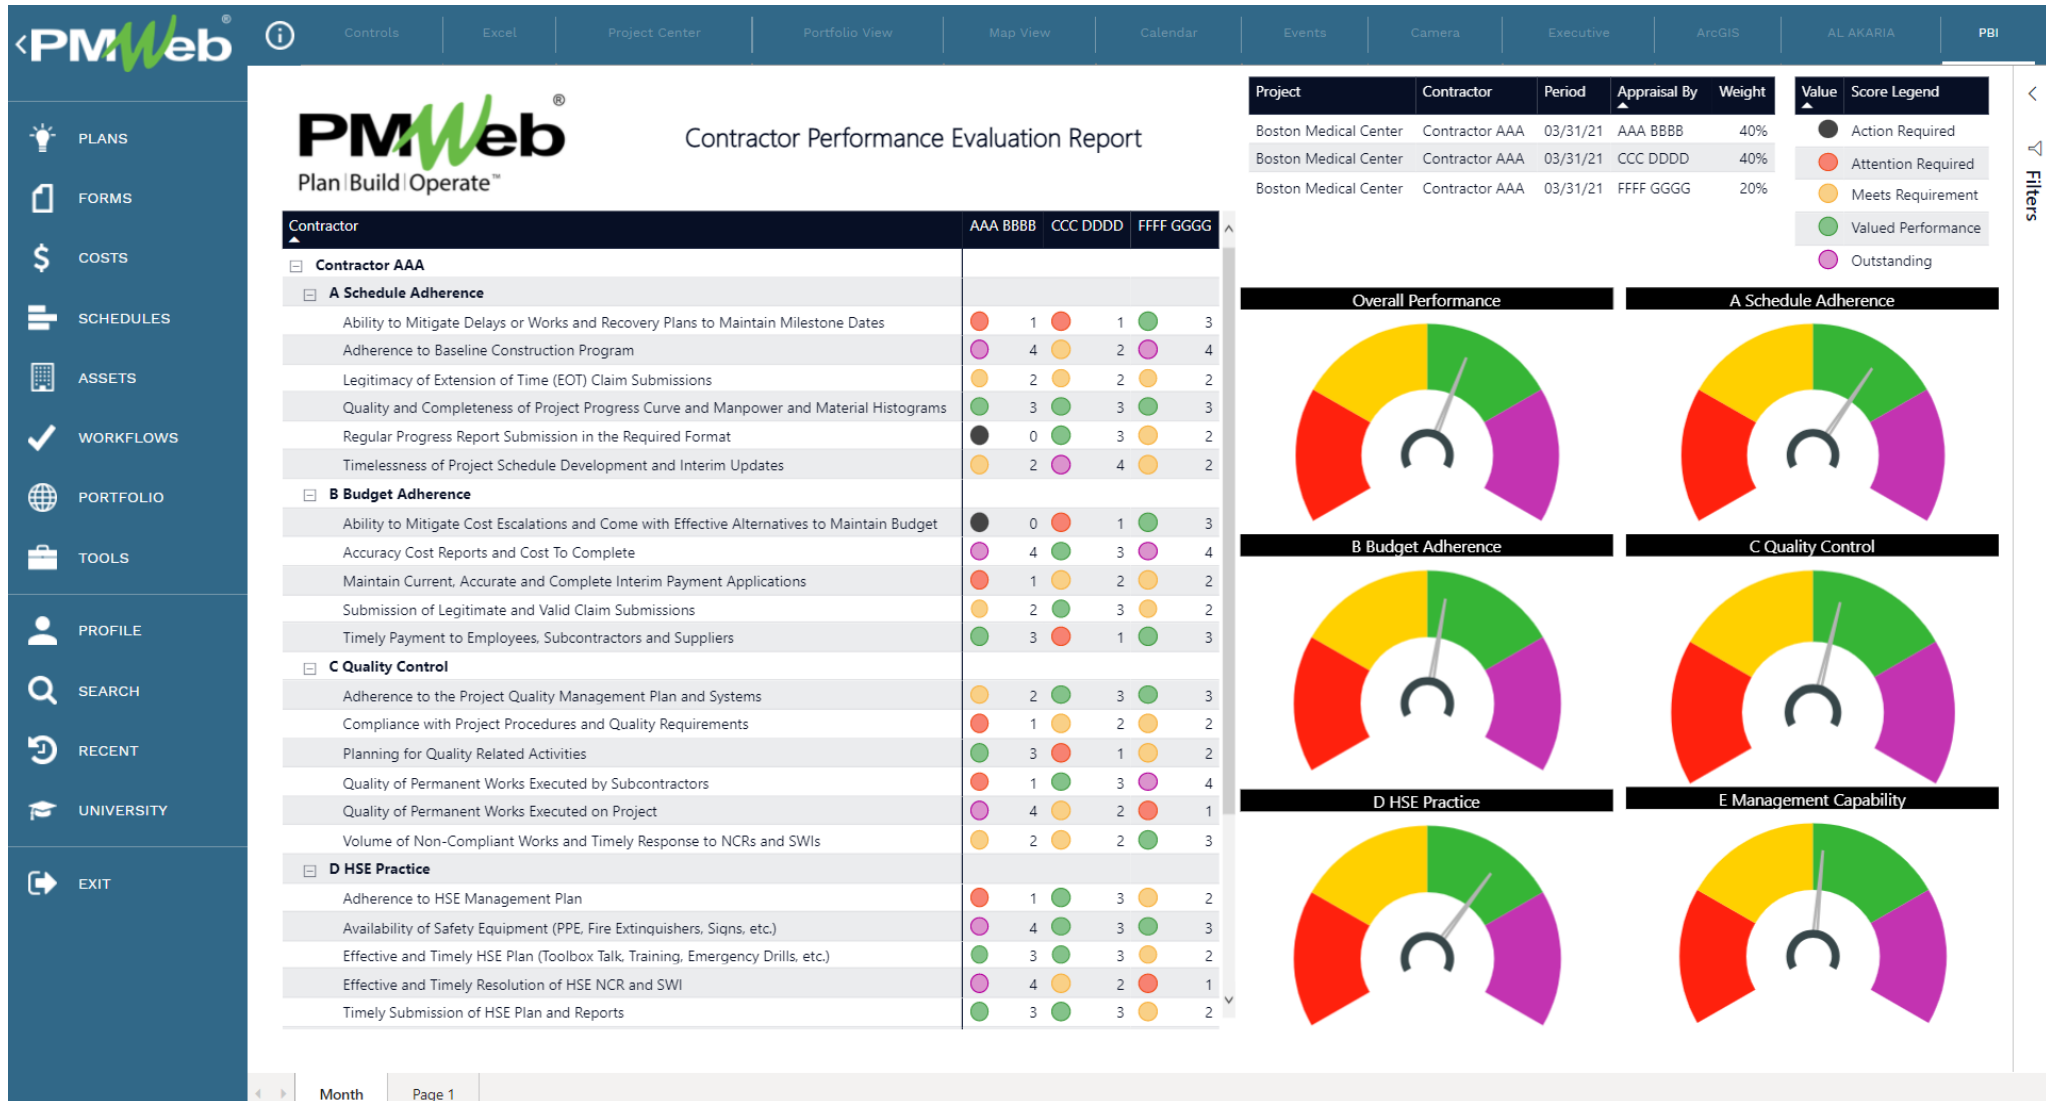 PMWeb®
Controls Excel Project Center Portfolio View Map View Calendar Events Camera Executive ArcGIS AL AKARIA PBI
PLANS
FORMS
COSTS
SCHEDULES
ASSETS
WORKFLOWS
PORTFOLIO
TOOLS
PROFILE
SEARCH
RECENT
UNIVERSITY
EXIT
PMWeb®
Plan|Build|Operate™
Contractor Performance Evaluation Report
Project Contractor Period Appraisal By Weight
Boston Medical Center Contractor AAA 03/31/21 AAA BBBB 40%
Boston Medical Center Contractor AAA 03/31/21 CCC DDDD 40%
Boston Medical Center Contractor AAA 03/31/21 FFFF GGGG 20%
Value Score Legend
Action Required
Attention Required
Meets Requirement
Valued Performance
Outstanding
Filters
Contractor AAA BBBB CCC DDDD FFFF GGGG
Contractor AAA
A Schedule Adherence
Ability to Mitigate Delays or Works and Recovery Plans to Maintain Milestone Dates 1 1 3
Adherence to Baseline Construction Program 4 2 4
Legitimacy of Extension of Time (EOT) Claim Submissions 2 2 2
Quality and Completeness of Project Progress Curve and Manpower and Material Histograms 3 3 3
Regular Progress Report Submission in the Required Format 0 3 2
Timelessness of Project Schedule Development and Interim Updates 2 4 2
B Budget Adherence
Ability to Mitigate Cost Escalations and Come with Effective Alternatives to Maintain Budget 0 1 3
Accuracy Cost Reports and Cost To Complete 4 3 4
Maintain Current, Accurate and Complete Interim Payment Applications 1 2 2
Submission of Legitimate and Valid Claim Submissions 2 3 2
Timely Payment to Employees, Subcontractors and Suppliers 3 1 3
C Quality Control
Adherence to the Project Quality Management Plan and Systems 2 3 3
Compliance with Project Procedures and Quality Requirements 1 2 2
Planning for Quality Related Activities 3 1 2
Quality of Permanent Works Executed by Subcontractors 1 3 4
Quality of Permanent Works Executed on Project 4 2 1
Volume of Non-Compliant Works and Timely Response to NCRs and SWIs 2 2 3
D HSE Practice
Adherence to HSE Management Plan 1 3 2
Availability of Safety Equipment (PPE, Fire Extinguishers, Signs, etc.) 4 3 3
Effective and Timely HSE Plan (Toolbox Talk, Training, Emergency Drills, etc.) 3 3 2
Effective and Timely Resolution of HSE NCR and SWI 4 2 1
Timely Submission of HSE Plan and Reports 3 3 2
Overall Performance
A Schedule Adherence
B Budget Adherence
C Quality Control
D HSE Practice
E Management Capability
Month Page 1